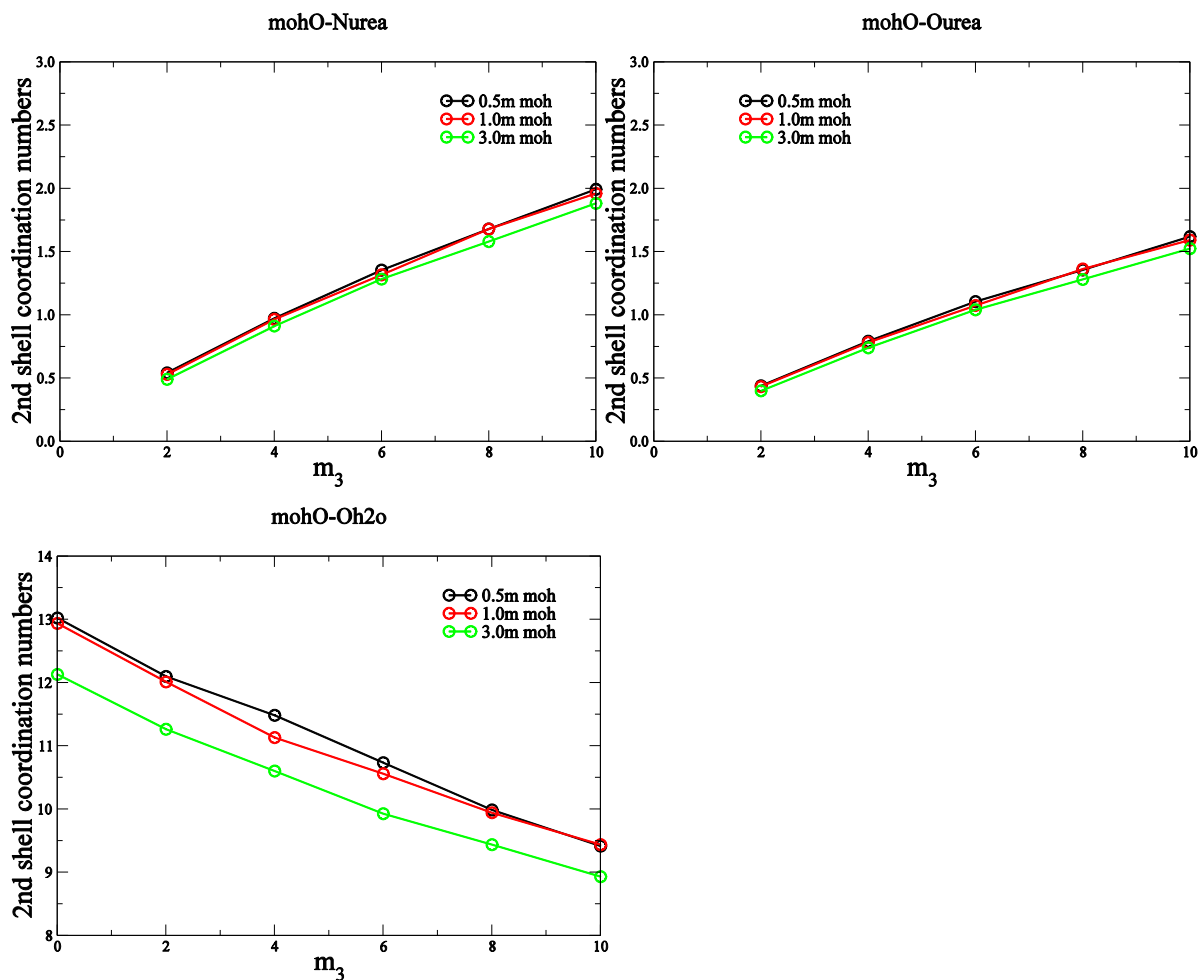 mohO-Nurea
2nd shell coordination numbers
3.0
2.5
2.0
1.5
1.0
0.5
0.0
0 2 4 6 8 10
m3
0.5m moh
1.0m moh
3.0m moh
mohO-Ourea
2nd shell coordination numbers
3.0
2.5
2.0
1.5
1.0
0.5
0.0
0 2 4 6 8 10
m3
0.5m moh
1.0m moh
3.0m moh
mohO-Oh2o
2nd shell coordination numbers
14
13
12
11
10
9
8
0 2 4 6 8 10
m3
0.5m moh
1.0m moh
3.0m moh